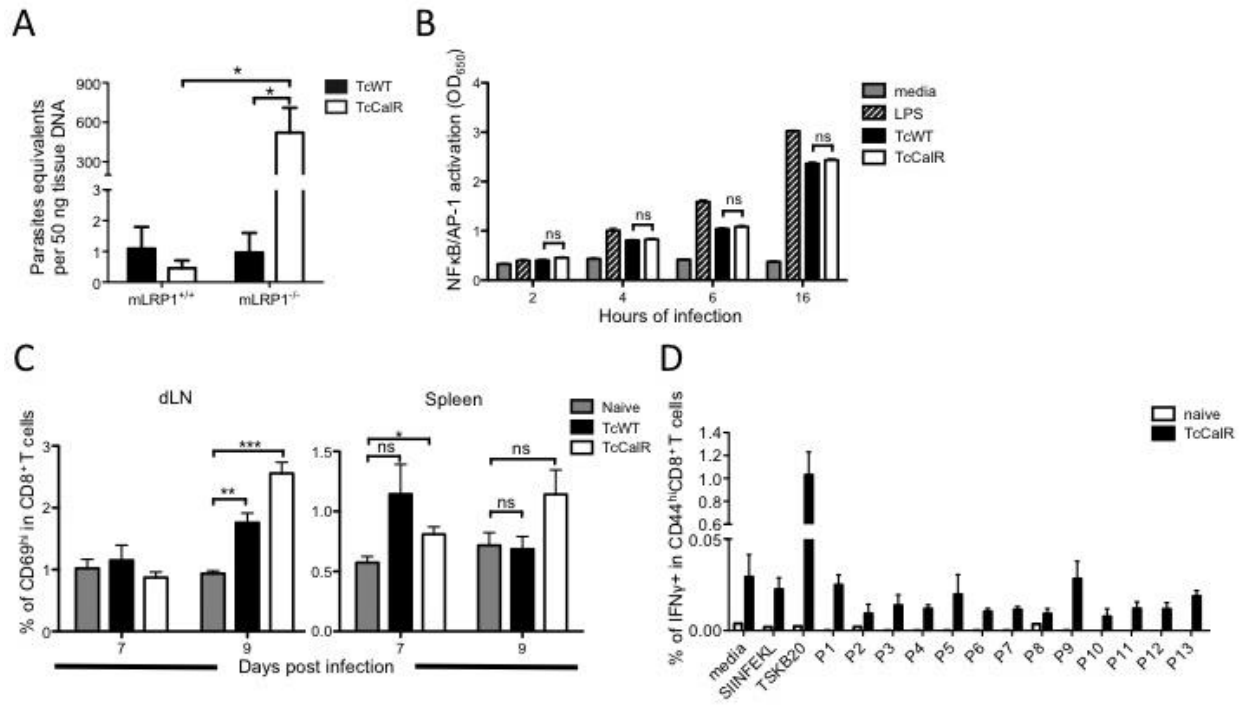 A
Parasites equivalents
per 50 ng tissue DNA
900
600
300
3
2
1
0
*
*
TcWT
TcCalR
mLRP1+/+
mLRP1-/-
B
NFκB/AP-1 activation (OD650)
4
3
2
1
0
ns
ns
ns
ns
media
LPS
TcWT
TcCalR
2
4
6
16
Hours of infection
C
dLN
Spleen
% of CD69hi in CD8+ T cells
3
2
1
0
**
***
1.5
1.0
0.5
0.0
ns
*
ns
ns
Naive
TcWT
TcCalR
7
9
7
9
Days post infection
D
% of IFNγ+ in CD44hiCD8+ T cells
1.4
1.2
1.0
0.8
0.6
0.05
0.00
naive
TcCalR
media
SIINFEKL
TSKB20
P1
P2
P3
P4
P5
P6
P7
P8
P9
P10
P11
P12
P13